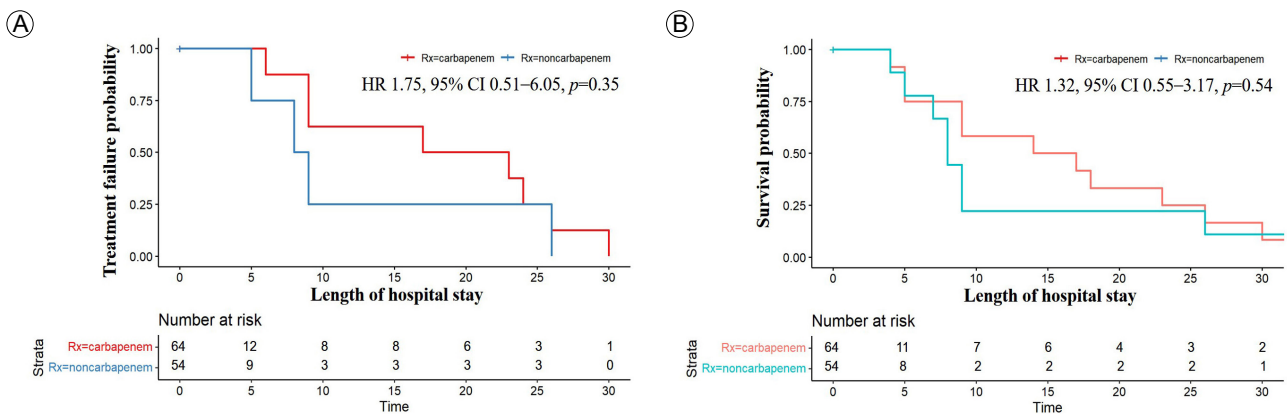 A
Treatment failure probability
1.00
0.75
0.50
0.25
0.00
Rx=carbapenem Rx=noncarbapenem
HR 1.75, 95% CI 0.51–6.05, p=0.35
0 5 10 15 20 25 30
Length of hospital stay
Number at risk
Strata
Rx=carbapenem 64 12 8 8 6 3 1
Rx=noncarbapenem 54 9 3 3 3 3 0
0 5 10 15 20 25 30
Time
B
Survival probability
1.00
0.75
0.50
0.25
0.00
Rx=carbapenem Rx=noncarbapenem
HR 1.32, 95% CI 0.55–3.17, p=0.54
0 5 10 15 20 25 30
Length of hospital stay
Number at risk
Strata
Rx=carbapenem 64 11 7 6 4 3 2
Rx=noncarbapenem 54 8 2 2 2 2 1
0 5 10 15 20 25 30
Time